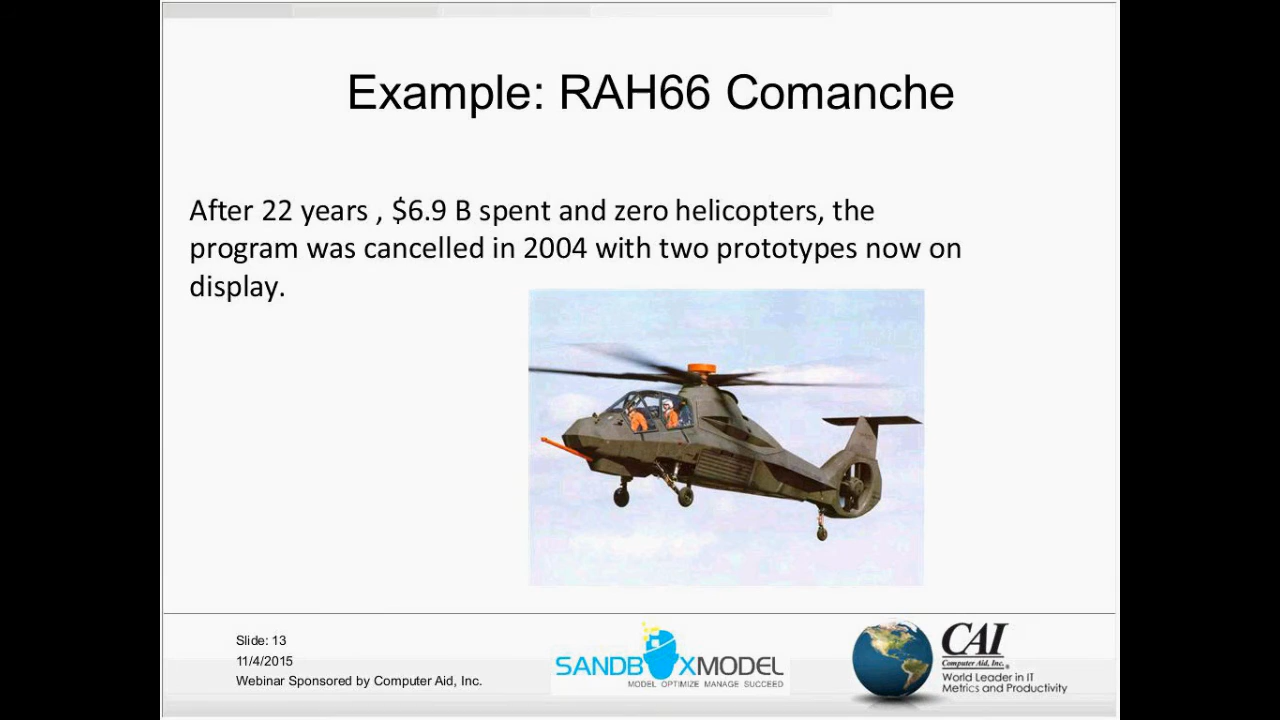 Example: RAH66 Comanche
After 22 years , $6.9 B spent and zero helicopters, the
program was cancelled in 2004 with two prototypes now on
display.
Slide: 13
11/4/2015
Webinar Sponsored by Computer Aid, Inc.
SANDBOXMODEL
MODEL OPTIMIZE MANAGE SUCCEED
CAI
Computer Aid, Inc.
World Leader in IT
Metrics and Productivity